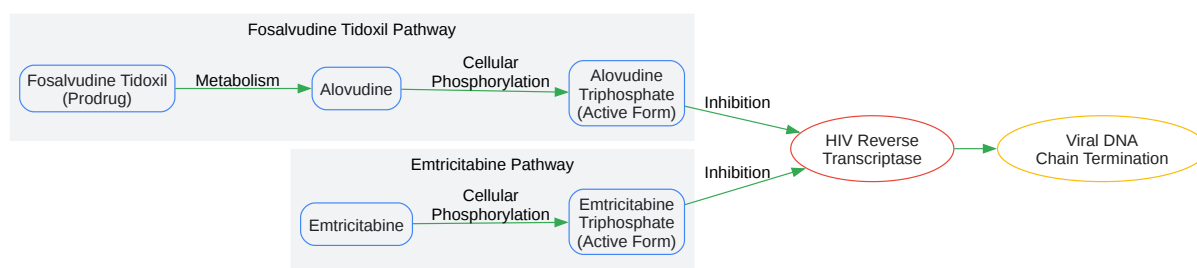 Fosalvudine Tidoxil Pathway
Fosalvudine Tidoxil
(Prodrug)
Metabolism
Alovudine
Cellular
Phosphorylation
Alovudine
Triphosphate
(Active Form)
Inhibition
HIV Reverse
Transcriptase
Viral DNA
Chain Termination
Emtricitabine Pathway
Emtricitabine
Cellular
Phosphorylation
Emtricitabine
Triphosphate
(Active Form)
Inhibition